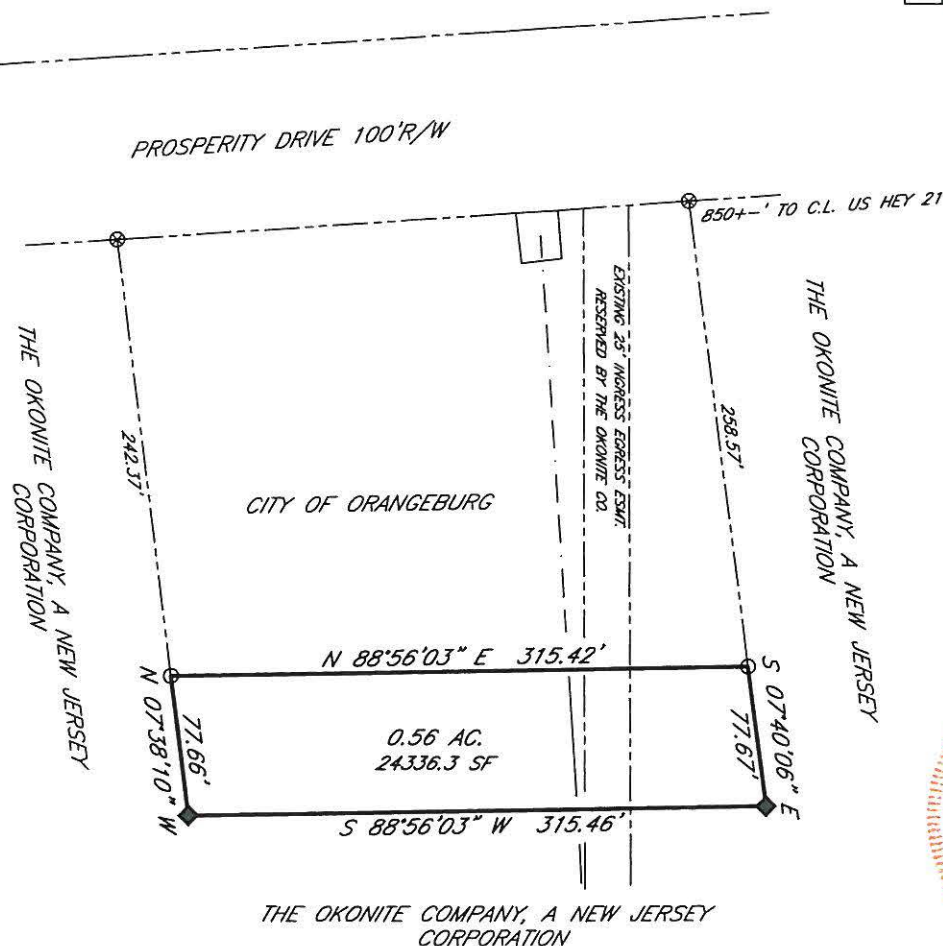 PROSPERITY DRIVE 100'R/W
850+-' TO C.L. US HEY 21
THE OKONITE COMPANY, A NEW JERSEY
CORPORATION
242.37'
CITY OF ORANGEBURG
EXISTING 25' INGRESS EGRESS ESMT.
RESERVED BY THE OKONITE CO.
258.57'
THE OKONITE COMPANY, A NEW JERSEY
CORPORATION
N 88°56'03" E 315.42'
N 07°38'10" W
77.66'
0.56 AC.
24336.3 SF
77.67'
S 07°40'06" E
S 88°56'03" W 315.46'
THE OKONITE COMPANY, A NEW JERSEY
CORPORATION